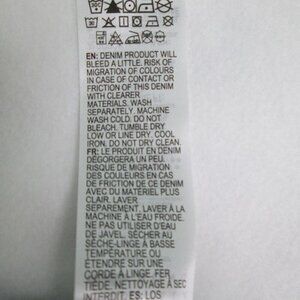 EN: DENIM PRODUCT WILL
BLEED A LITTLE. RISK OF
MIGRATION OF COLOURS
IN CASE OF CONTACT OR
FRICTION OF THIS DENIM
WITH CLEARER
MATERIALS. WASH
SEPARATELY. MACHINE
WASH COLD. DO NOT
BLEACH. TUMBLE DRY
LOW OR LINE DRY. COOL
IRON. DO NOT DRY CLEAN.
FR: LE PRODUIT EN DENIM
DÉGORGERA UN PEU.
RISQUE DE MIGRATION
DES COULEURS EN CAS
DE FRICTION DE CE DENIM
AVEC DU MATÉRIEL PLUS
CLAIR. LAVER
SÉPARÉMENT. LAVER À LA
MACHINE À L'EAU FROIDE.
NE PAS UTILISER D'EAU
DE JAVEL. SÉCHER AU
SÈCHE-LINGE À BASSE
TEMPÉRATURE OU
ÉTENDRE SUR UNE
CORDE À LINGE. FER
TIÈDE. NETTOYAGE À SEC
INTERDIT. ES: LOS